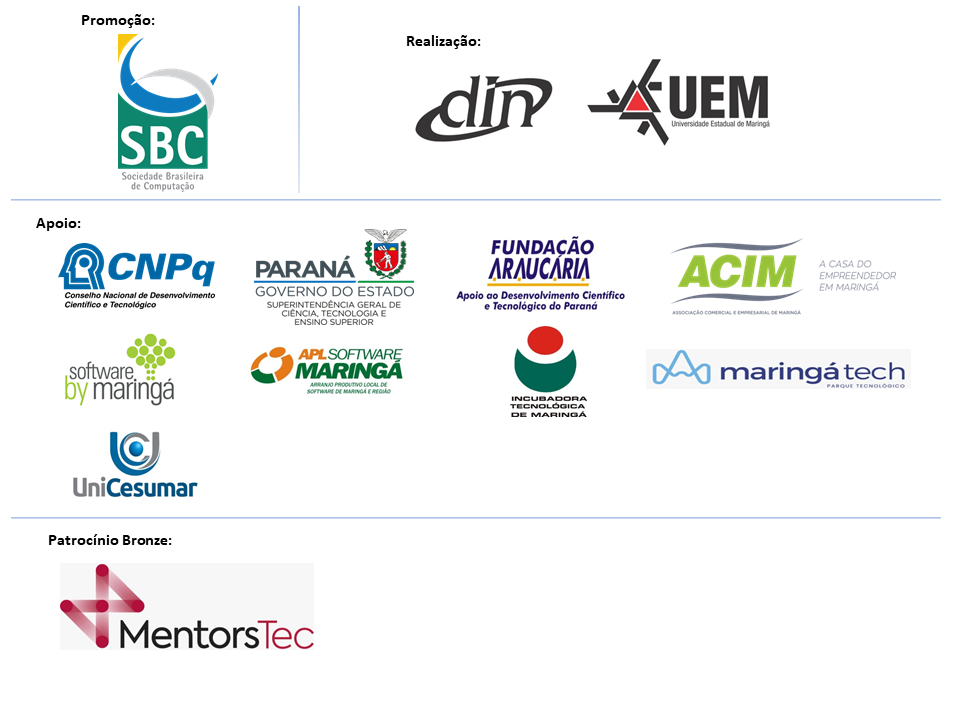 Promoção:
SBC
Sociedade Brasileira
de Computação
Realização:
din
UEM
Universidade Estadual de Maringá
Apoio:
CNPq
Conselho Nacional de Desenvolvimento
Científico e Tecnológico
PARANÁ
GOVERNO DO ESTADO
SUPERINTENDÊNCIA GERAL DE
CIÊNCIA, TECNOLOGIA E
ENSINO SUPERIOR
FUNDAÇÃO
ARAUCÁRIA
Apoio ao Desenvolvimento Científico
e Tecnológico do Paraná
ACIM
ASSOCIAÇÃO COMERCIAL E EMPRESARIAL DE MARINGÁ
A CASA DO
EMPREENDEDOR
EM MARINGÁ
software
by maringá
APL SOFTWARE
MARINGÁ
ARRANJO PRODUTIVO LOCAL DE
SOFTWARE DE MARINGÁ E REGIÃO
INCUBADORA
TECNOLÓGICA
DE MARINGÁ
maringá tech
PARQUE TECNOLÓGICO
UniCesumar
Patrocínio Bronze:
MentorsTec